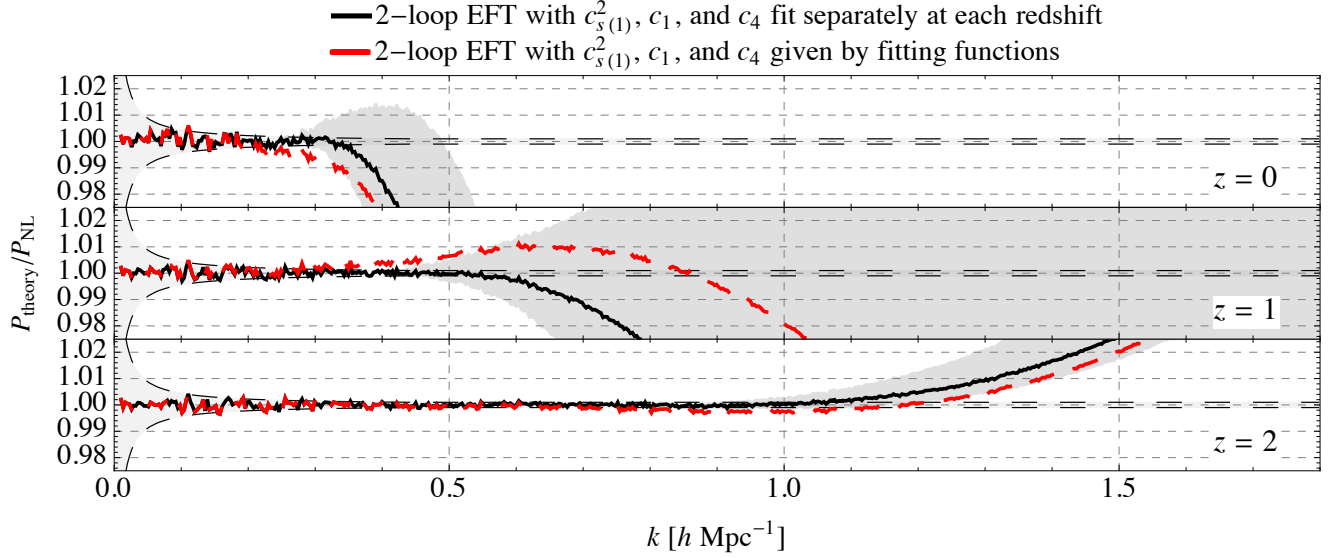 2−loop EFT with c²ₛ₍₁₎, c₁, and c₄ fit separately at each redshift
2−loop EFT with c²ₛ₍₁₎, c₁, and c₄ given by fitting functions
1.02
1.01
1.00
0.99
0.98
z = 0
1.02
1.01
1.00
0.99
0.98
z = 1
1.02
1.01
1.00
0.99
0.98
z = 2
P_theory/P_NL
0.0 0.5 1.0 1.5
k [h Mpc⁻¹]